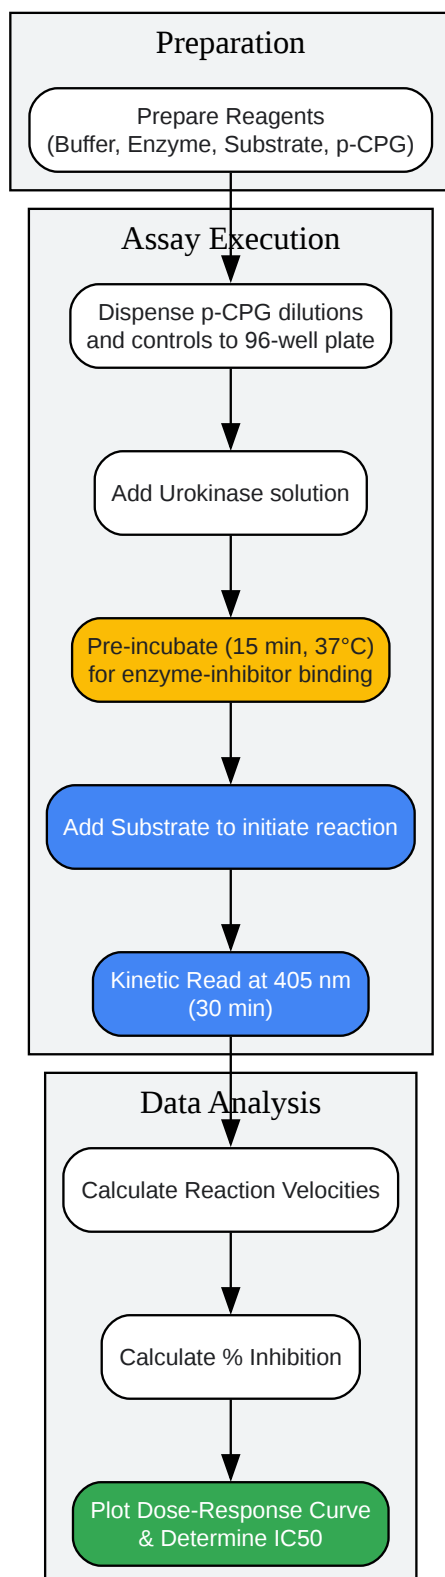 Preparation
Prepare Reagents
(Buffer, Enzyme, Substrate, p-CPG)
Assay Execution
Dispense p-CPG dilutions
and controls to 96-well plate
Add Urokinase solution
Pre-incubate (15 min, 37°C)
for enzyme-inhibitor binding
Add Substrate to initiate reaction
Kinetic Read at 405 nm
(30 min)
Data Analysis
Calculate Reaction Velocities
Calculate % Inhibition
Plot Dose-Response Curve
& Determine IC50